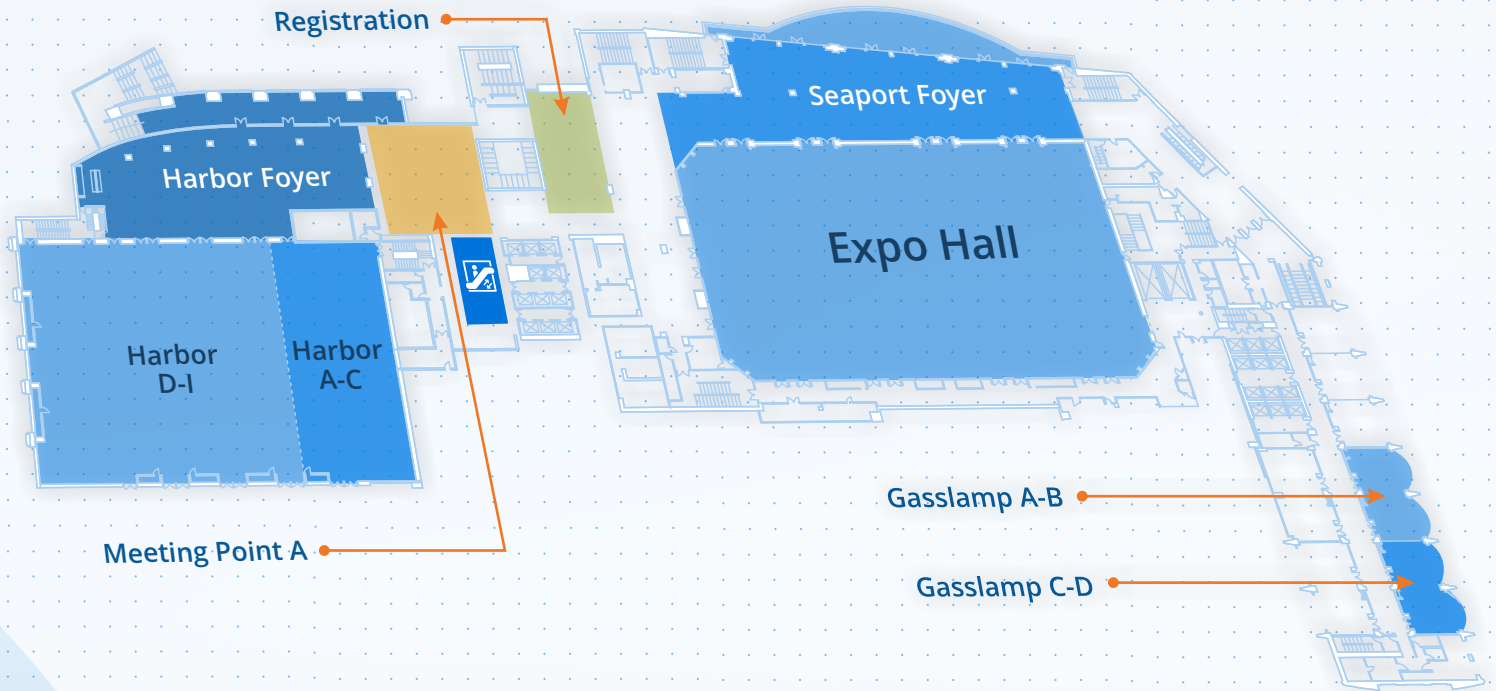 Registration
Seaport Foyer
Harbor Foyer
Expo Hall
Harbor
D-I
Harbor
A-C
Gasslamp A-B
Meeting Point A
Gasslamp C-D